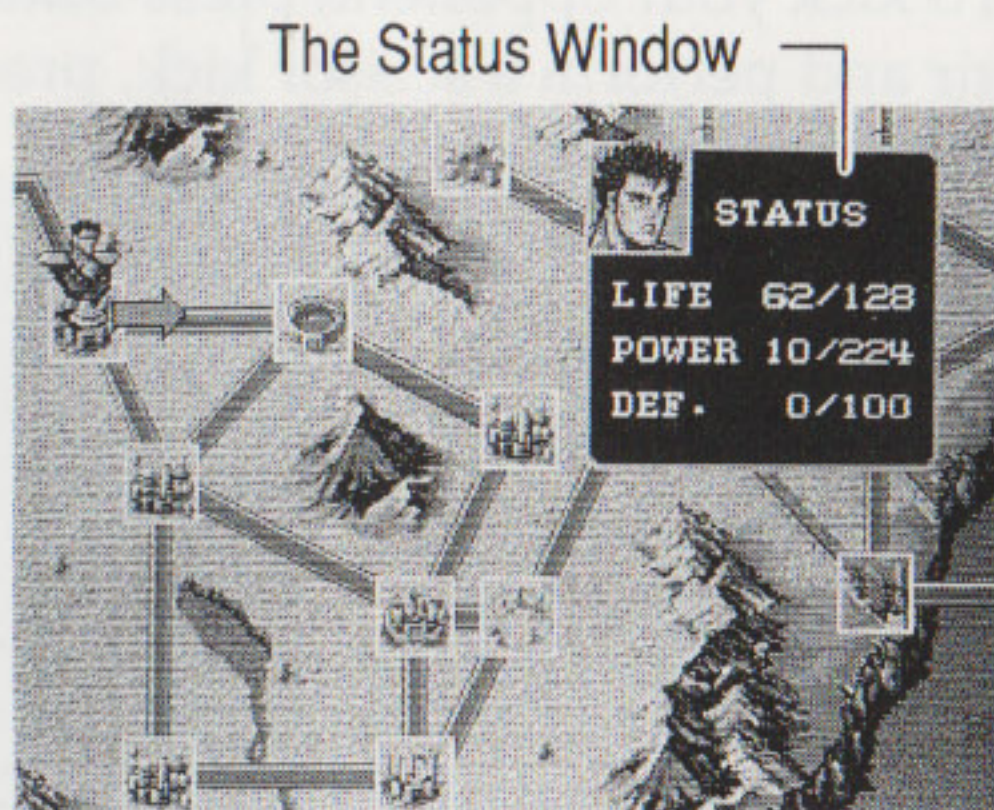 The Status Window
STATUS
LIFE 62/128
POWER 10/224
DEF. 0/100